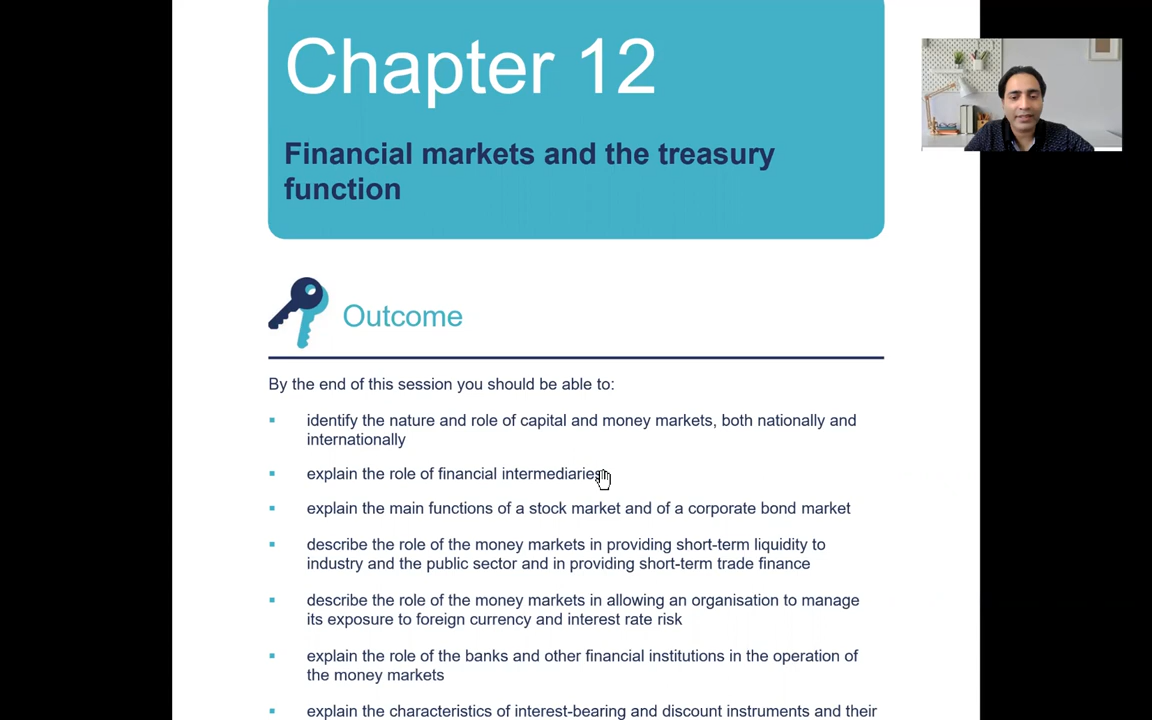 Chapter 12
Financial markets and the treasury
function
Outcome
By the end of this session you should be able to:
identify the nature and role of capital and money markets, both nationally and
internationally
explain the role of financial intermediaries
explain the main functions of a stock market and of a corporate bond market
describe the role of the money markets in providing short-term liquidity to
industry and the public sector and in providing short-term trade finance
describe the role of the money markets in allowing an organisation to manage
its exposure to foreign currency and interest rate risk
explain the role of the banks and other financial institutions in the operation of
the money markets
explain the characteristics of interest-bearing and discount instruments and their